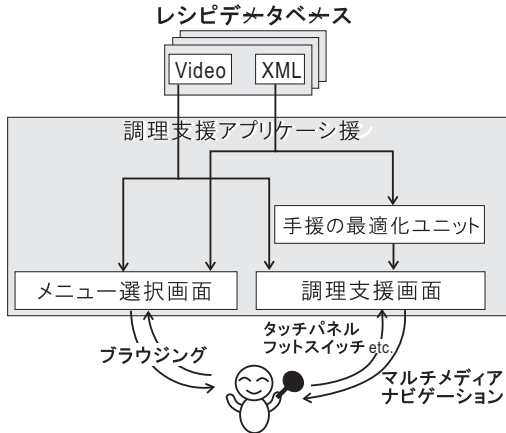 レシピデータベース
Video
XML
調理支援アプリケーシ援ノ
手援の最適化ユニット
メニュー選択画面
調理支援画面
タッチパネル
フットスイッチ etc.
ブラウジング
マルチメディア
ナビゲーション